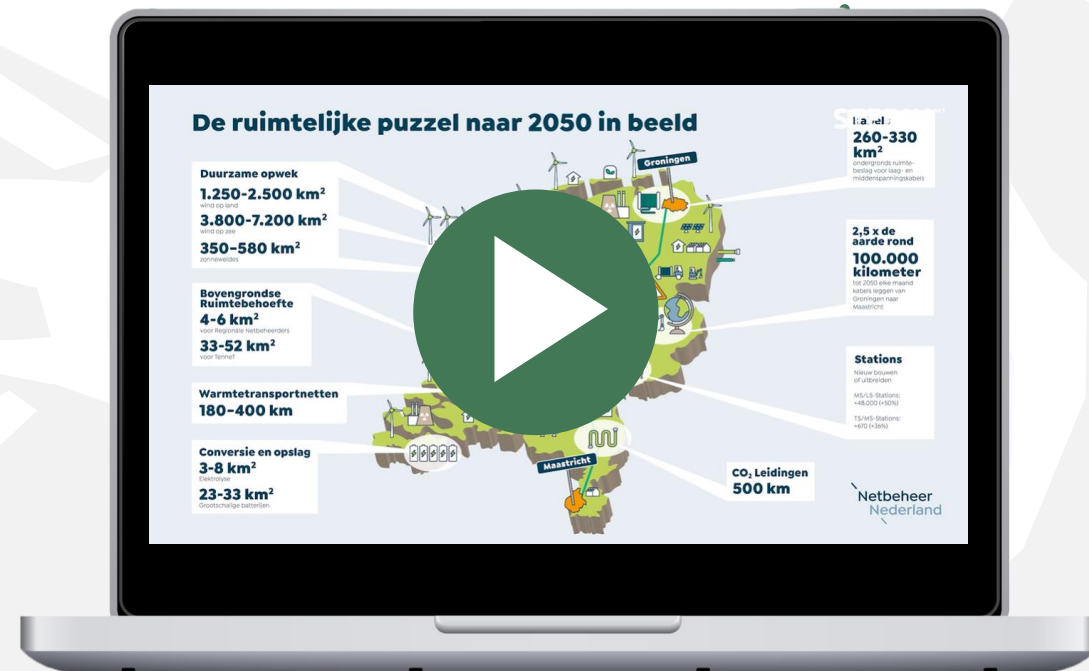 De ruimtelijke puzzel naar 2050 in beeld
Duurzame opwek
1.250-2.500 km²
wind op land
3.800-7.200 km²
wind op zee
350-580 km²
zonneweides
Bovengrondse
Ruimtebehoefte
4-6 km²
voor Regionale Netbeheerders
33-52 km²
voor TenneT
Warmtetransportnetten
180-400 km
Conversie en opslag
3-8 km²
Elektrolyse
23-33 km²
Grootschalige batterijen
Groningen
Maastricht
Kabels
260-330
km²
ondergronds ruimte-
beslag voor laag- en
middenspanningskabels
2,5 x de
aarde rond
100.000
kilometer
tot 2050 elke maand
kabels leggen van
Groningen naar
Maastricht
Stations
Nieuw bouwen
of uitbreiden
MS/LS-Stations:
+48.000 (+50%)
TS/MS-Stations:
+670 (+36%)
CO₂ Leidingen
500 km
Netbeheer
Nederland